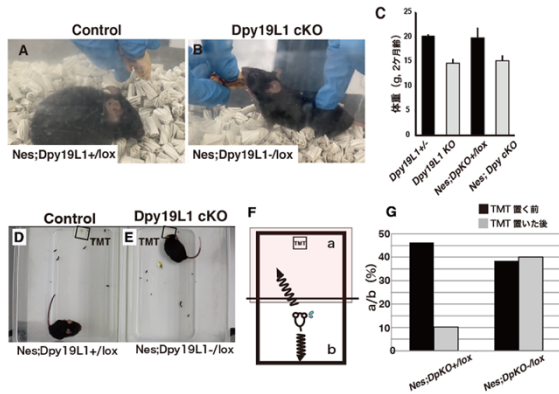 Control
Dpy19L1 cKO
A
B
Nes;Dpy19L1+/lox
Nes;Dpy19L1-/lox
C
体重 (g, 2ケ月前)
25
20
15
10
5
0
Dpy19L1+/-
Dpy19L1 KO
Nes;DpKO+/lox
Nes; Dpy cKO
Control
Dpy19L1 cKO
D
TMT
E
TMT
Nes;Dpy19L1+/lox
Nes;Dpy19L1-/lox
F
TMT
a
b
G
TMT 置く前
TMT 置いた後
a/b (%)
50
40
30
20
10
0
Nes;DpKO+/lox
Nes;DpKO-/lox